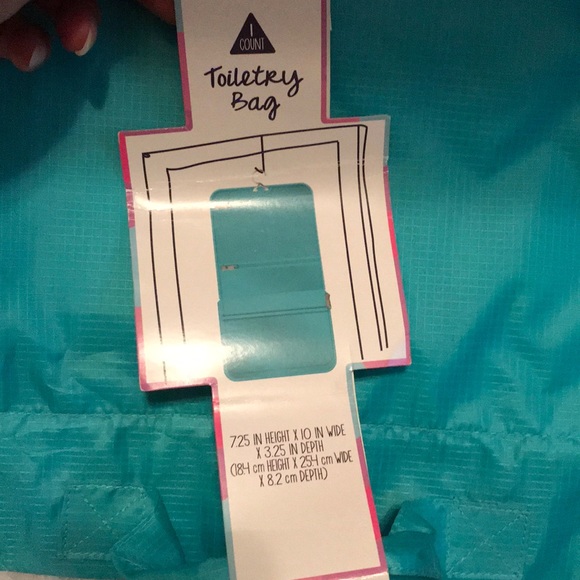 1
COUNT
Toiletry
Bag
7.25 IN HEIGHT X 10 IN WIDE
X 3.25 IN DEPTH
(18.4 cm HEIGHT X 25.4 cm WIDE
X 8.2 cm DEPTH)